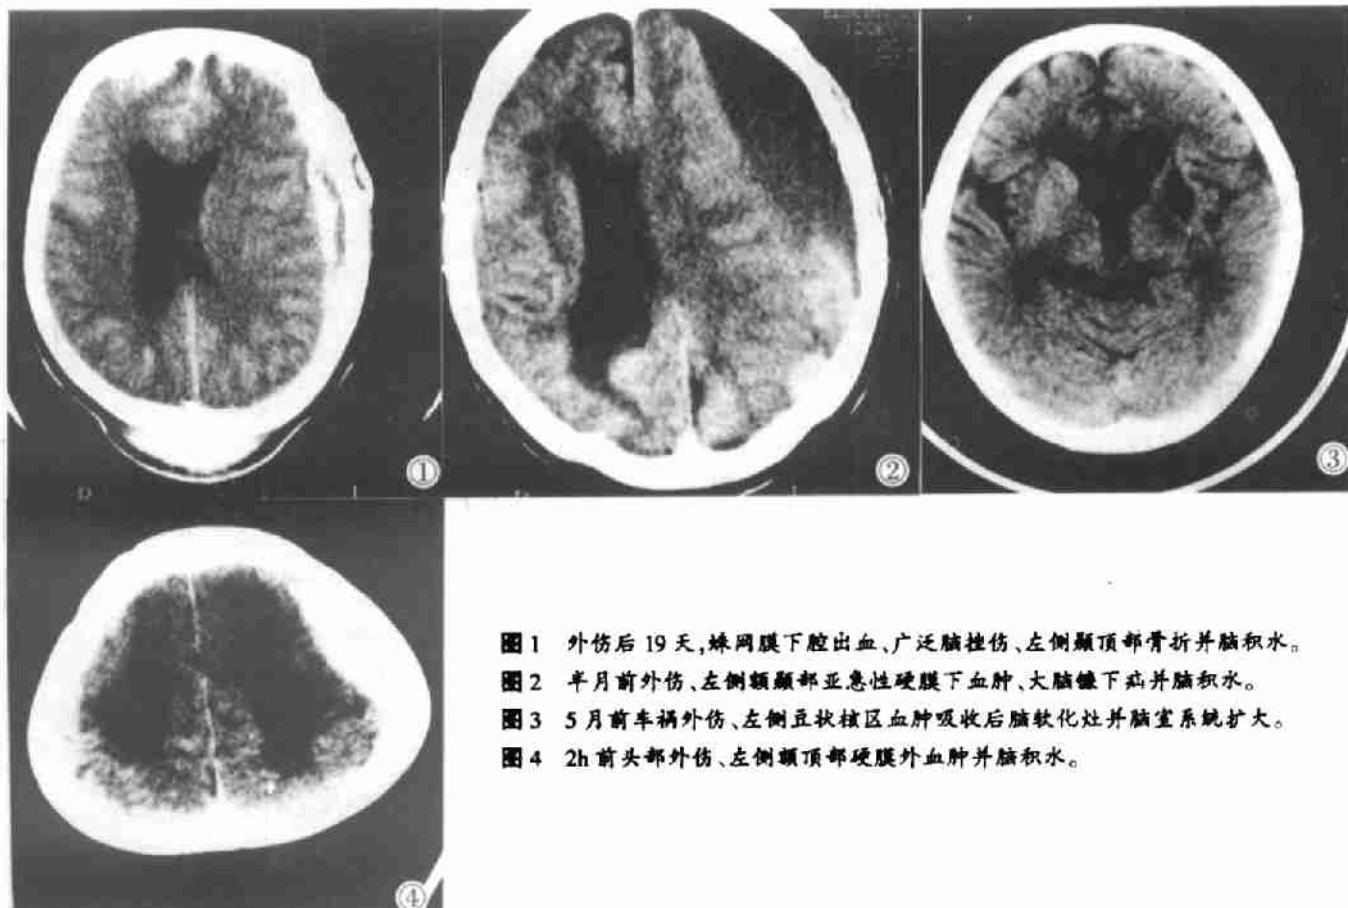 ①
②
③
④
图1 外伤后19天,蛛网膜下腔出血、广泛脑挫伤、左侧颞顶部骨折并脑积水。
图2 半月前外伤、左侧额颞部亚急性硬膜下血肿、大脑镰下疝并脑积水。
图3 5月前车祸外伤、左侧豆状核区血肿吸收后脑软化灶并脑室系统扩大。
图4 2h前头部外伤、左侧额顶部硬膜外血肿并脑积水。